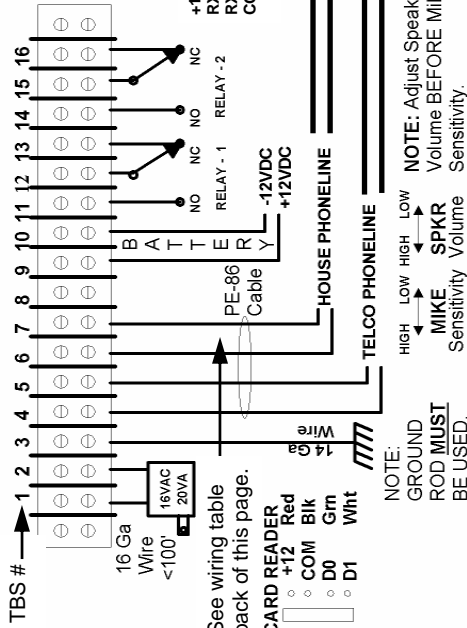 TBS #
1 2 3 4 5 6 7 8 9 10 11 12 13 14 15 16
16 Ga
Wire
<100'
16VAC
20VA
14 Ga
Wire
PE-86
Cable
BATTERY
-12VDC
+12VDC
NO
NC
RELAY - 1
NO
NC
RELAY - 2
HOUSE PHONELINE
TELCO PHONELINE
See wiring table
back of this page.
CARD READER
+12 Red
COM Blk
D0 Grn
D1 Wht
NOTE:
GROUND
ROD MUST
BE USED.
HIGH LOW
MIKE
Sensitivity
HIGH LOW
SPKR
Volume
NOTE: Adjust Speak
Volume BEFORE Mi
Sensitivity.